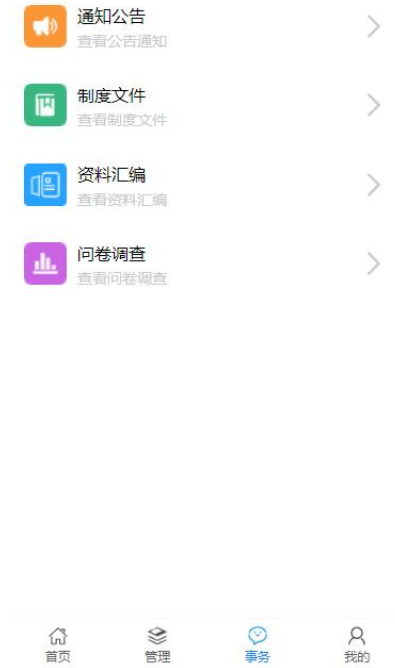 通知公告
查看公告通知
制度文件
查看制度文件
资料汇编
查看资料汇编
问卷调查
查看问卷调查
首页 管理 事务 我的